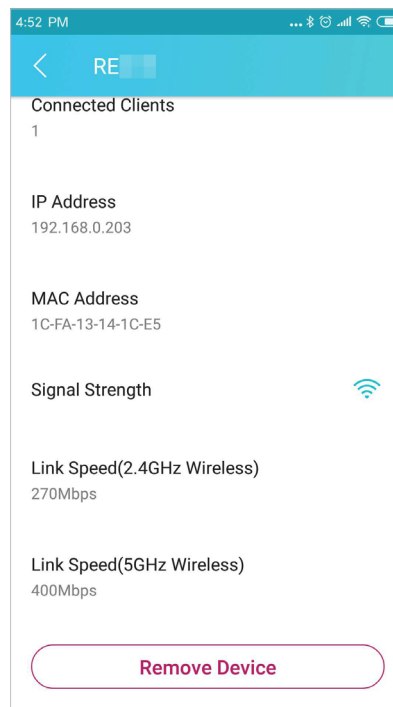 4:52 PM
RE
Connected Clients
1
IP Address
192.168.0.203
MAC Address
1C-FA-13-14-1C-E5
Signal Strength
Link Speed(2.4GHz Wireless)
270Mbps
Link Speed(5GHz Wireless)
400Mbps
Remove Device